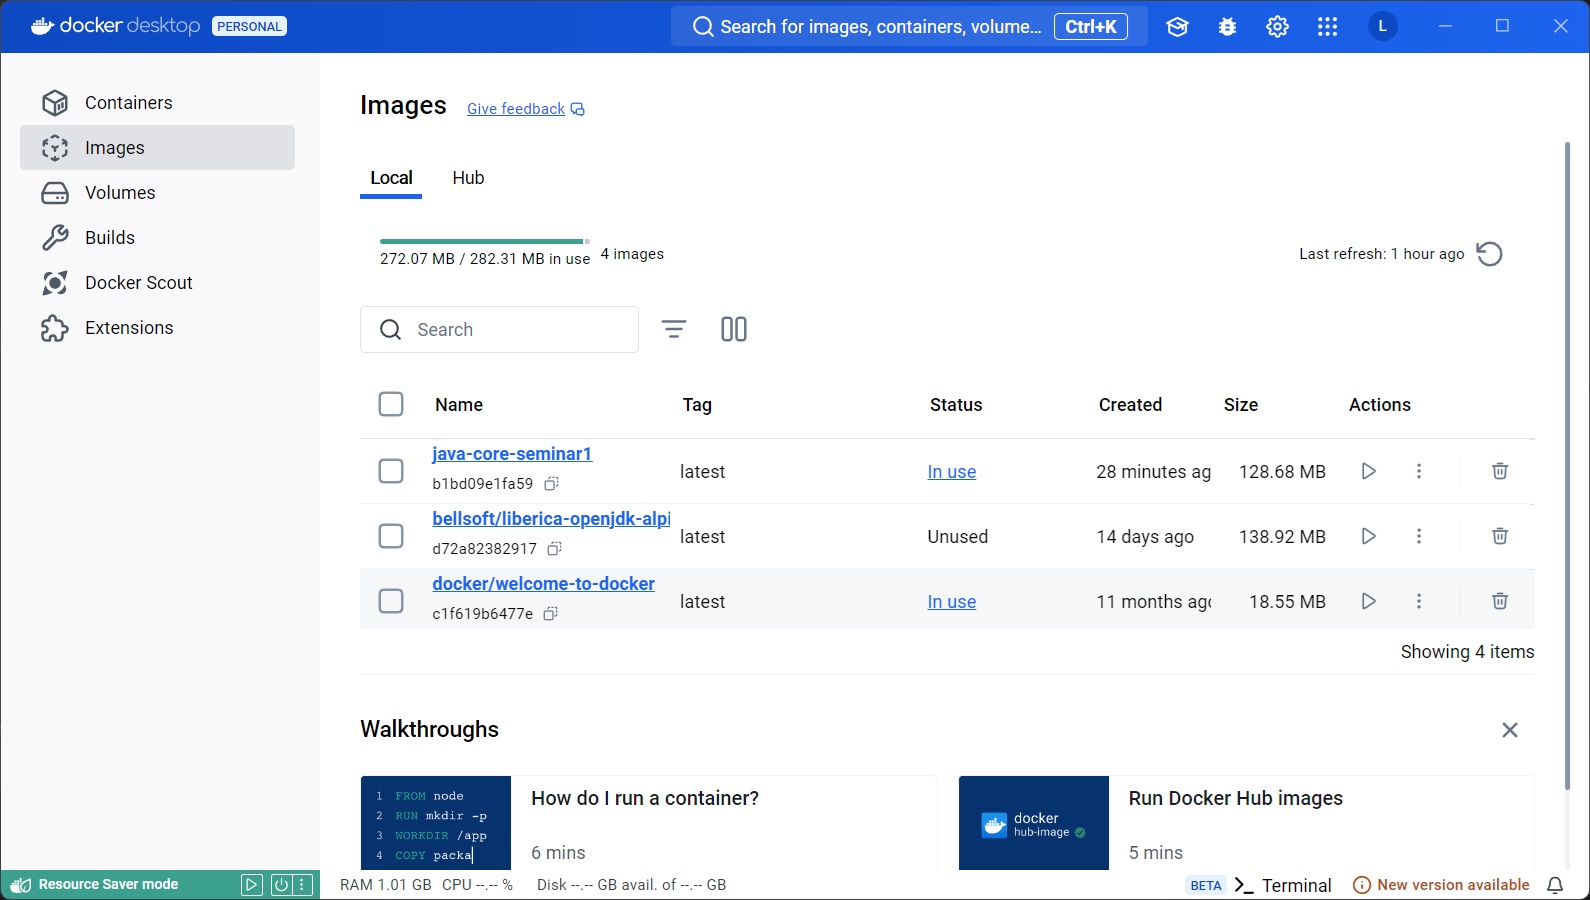 docker desktop PERSONAL
Search for images, containers, volume... Ctrl+K
L
Containers
Images
Volumes
Builds
Docker Scout
Extensions
Images Give feedback
Local Hub
272.07 MB / 282.31 MB in use 4 images
Last refresh: 1 hour ago
Search
Name Tag Status Created Size Actions
java-core-seminar1
b1bd09e1fa59
latest In use 28 minutes ag 128.68 MB
bellsoft/liberica-openjdk-alpi
d72a82382917
latest Unused 14 days ago 138.92 MB
docker/welcome-to-docker
c1f619b6477e
latest In use 11 months ago 18.55 MB
Showing 4 items
Walkthroughs
1 FROM node
2 RUN mkdir -p
3 WORKDIR /app
4 COPY packa
How do I run a container?
6 mins
docker
hub-image
Run Docker Hub images
5 mins
Resource Saver mode
RAM 1.01 GB CPU --.-- % Disk --.-- GB avail. of --.-- GB
BETA >_ Terminal New version available